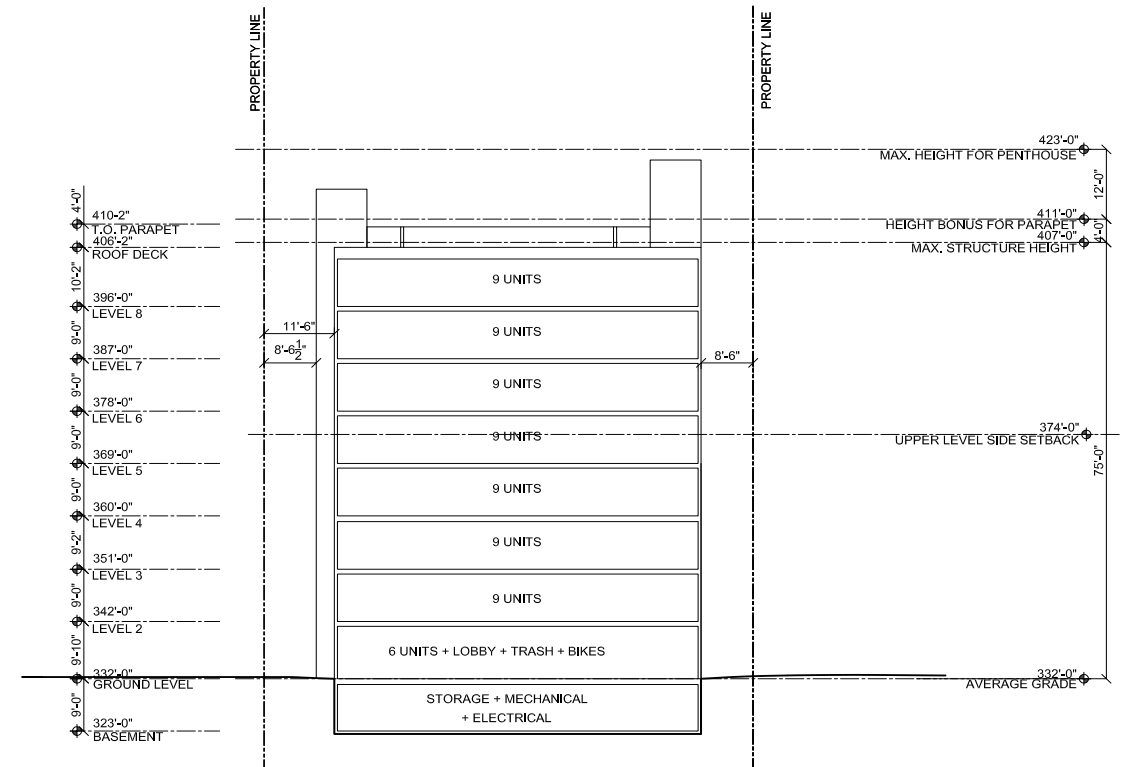 PROPERTY LINE
PROPERTY LINE
423'-0"
MAX. HEIGHT FOR PENTHOUSE
12'-0"
4'-0"
410-2"
T.O. PARAPET
411'-0"
HEIGHT BONUS FOR PARAPET
4'-0"
406'-2"
ROOF DECK
407'-0"
MAX. STRUCTURE HEIGHT
10'-2"
9 UNITS
396'-0"
LEVEL 8
11'-6"
9'-0"
9 UNITS
387'-0"
LEVEL 7
8'-6 1/2"
8'-6"
9'-0"
9 UNITS
378'-0"
LEVEL 6
9'-0"
9 UNITS
374'-0"
UPPER LEVEL SIDE SETBACK
75'-0"
369'-0"
LEVEL 5
9'-0"
9 UNITS
360'-0"
LEVEL 4
9'-2"
9 UNITS
351'-0"
LEVEL 3
9'-0"
9 UNITS
342'-0"
LEVEL 2
9'-10"
6 UNITS + LOBBY + TRASH + BIKES
332'-0"
GROUND LEVEL
332'-0"
AVERAGE GRADE
9'-0"
STORAGE + MECHANICAL
+ ELECTRICAL
323'-0"
BASEMENT